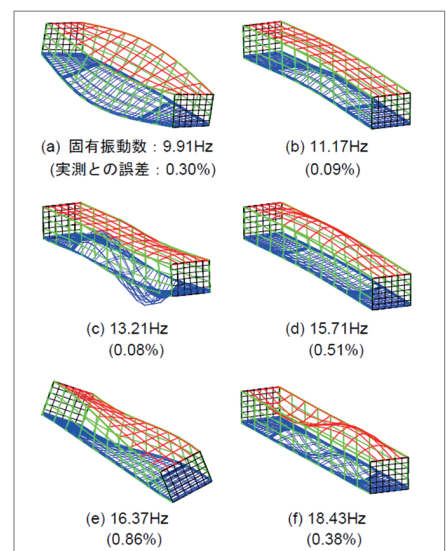 (a) 固有振動数：9.91Hz
(実測との誤差：0.30%)
(b) 11.17Hz
(0.09%)
(c) 13.21Hz
(0.08%)
(d) 15.71Hz
(0.51%)
(e) 16.37Hz
(0.86%)
(f) 18.43Hz
(0.38%)